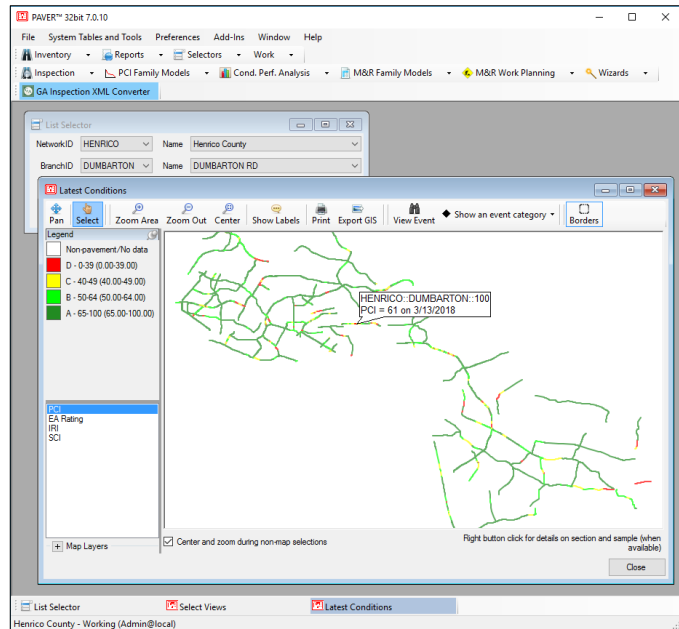 PAVER™ 32bit 7.0.10
File System Tables and Tools Preferences Add-Ins Window Help
Inventory Reports Selectors Work
Inspection PCI Family Models Cond. Perf. Analysis M&R Family Models M&R Work Planning Wizards
GA Inspection XML Converter
List Selector
NetworkID HENRICO Name Henrico County
BranchID DUMBARTON Name DUMBARTON RD
Latest Conditions
Pan Select Zoom Area Zoom Out Center Show Labels Print Export GIS View Event Show an event category Borders
Legend
Non-pavement/No data
D - 0-39 (0.00-39.00)
C - 40-49 (40.00-49.00)
B - 50-64 (50.00-64.00)
A - 65-100 (65.00-100.00)
HENRICO::DUMBARTON::100
PCI = 61 on 3/13/2018
PCI
EA Rating
IRI
SCI
Map Layers
Center and zoom during non-map selections
Right button click for details on section and sample (when
available)
Close
List Selector Select Views Latest Conditions
Henrico County - Working (Admin@local)